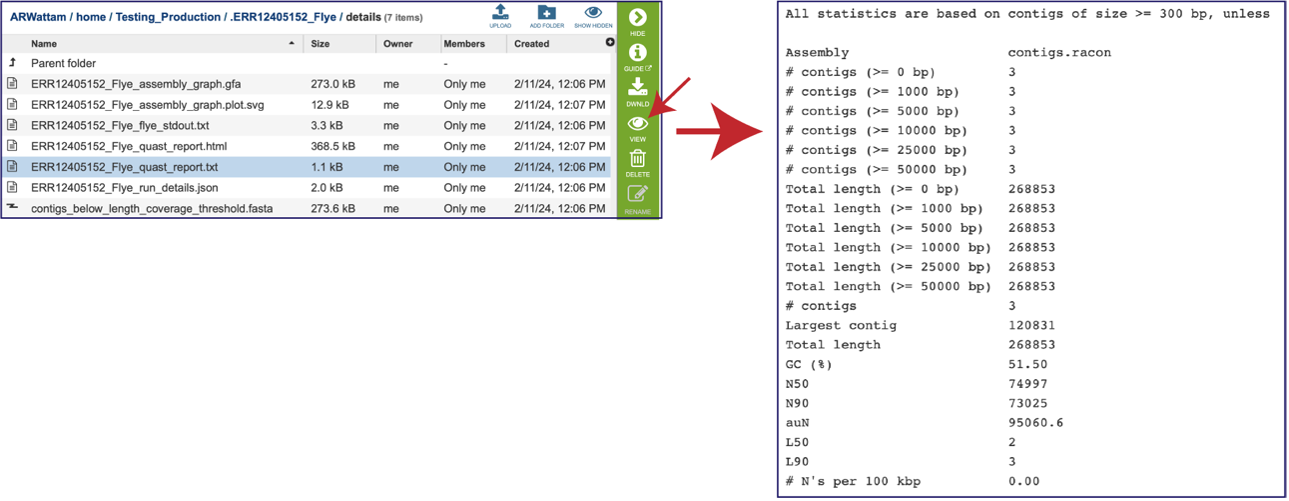 ARWattam / home / Testing_Production / .ERR12405152_Flye / details (7 items)
UPLOAD ADD FOLDER SHOW HIDDEN
Name Size Owner Members Created
Parent folder -
ERR12405152_Flye_assembly_graph.gfa 273.0 kB me Only me 2/11/24, 12:06 PM
ERR12405152_Flye_assembly_graph.plot.svg 12.9 kB me Only me 2/11/24, 12:07 PM
ERR12405152_Flye_flye_stdout.txt 3.3 kB me Only me 2/11/24, 12:06 PM
ERR12405152_Flye_quast_report.html 368.5 kB me Only me 2/11/24, 12:07 PM
ERR12405152_Flye_quast_report.txt 1.1 kB me Only me 2/11/24, 12:06 PM
ERR12405152_Flye_run_details.json 2.0 kB me Only me 2/11/24, 12:06 PM
contigs_below_length_coverage_threshold.fasta 273.6 kB me Only me 2/11/24, 12:06 PM
HIDE
GUIDE
DWNLD
VIEW
DELETE
RENAME
All statistics are based on contigs of size >= 300 bp, unless
Assembly contigs.racon
# contigs (>= 0 bp) 3
# contigs (>= 1000 bp) 3
# contigs (>= 5000 bp) 3
# contigs (>= 10000 bp) 3
# contigs (>= 25000 bp) 3
# contigs (>= 50000 bp) 3
Total length (>= 0 bp) 268853
Total length (>= 1000 bp) 268853
Total length (>= 5000 bp) 268853
Total length (>= 10000 bp) 268853
Total length (>= 25000 bp) 268853
Total length (>= 50000 bp) 268853
# contigs 3
Largest contig 120831
Total length 268853
GC (%) 51.50
N50 74997
N90 73025
auN 95060.6
L50 2
L90 3
# N's per 100 kbp 0.00